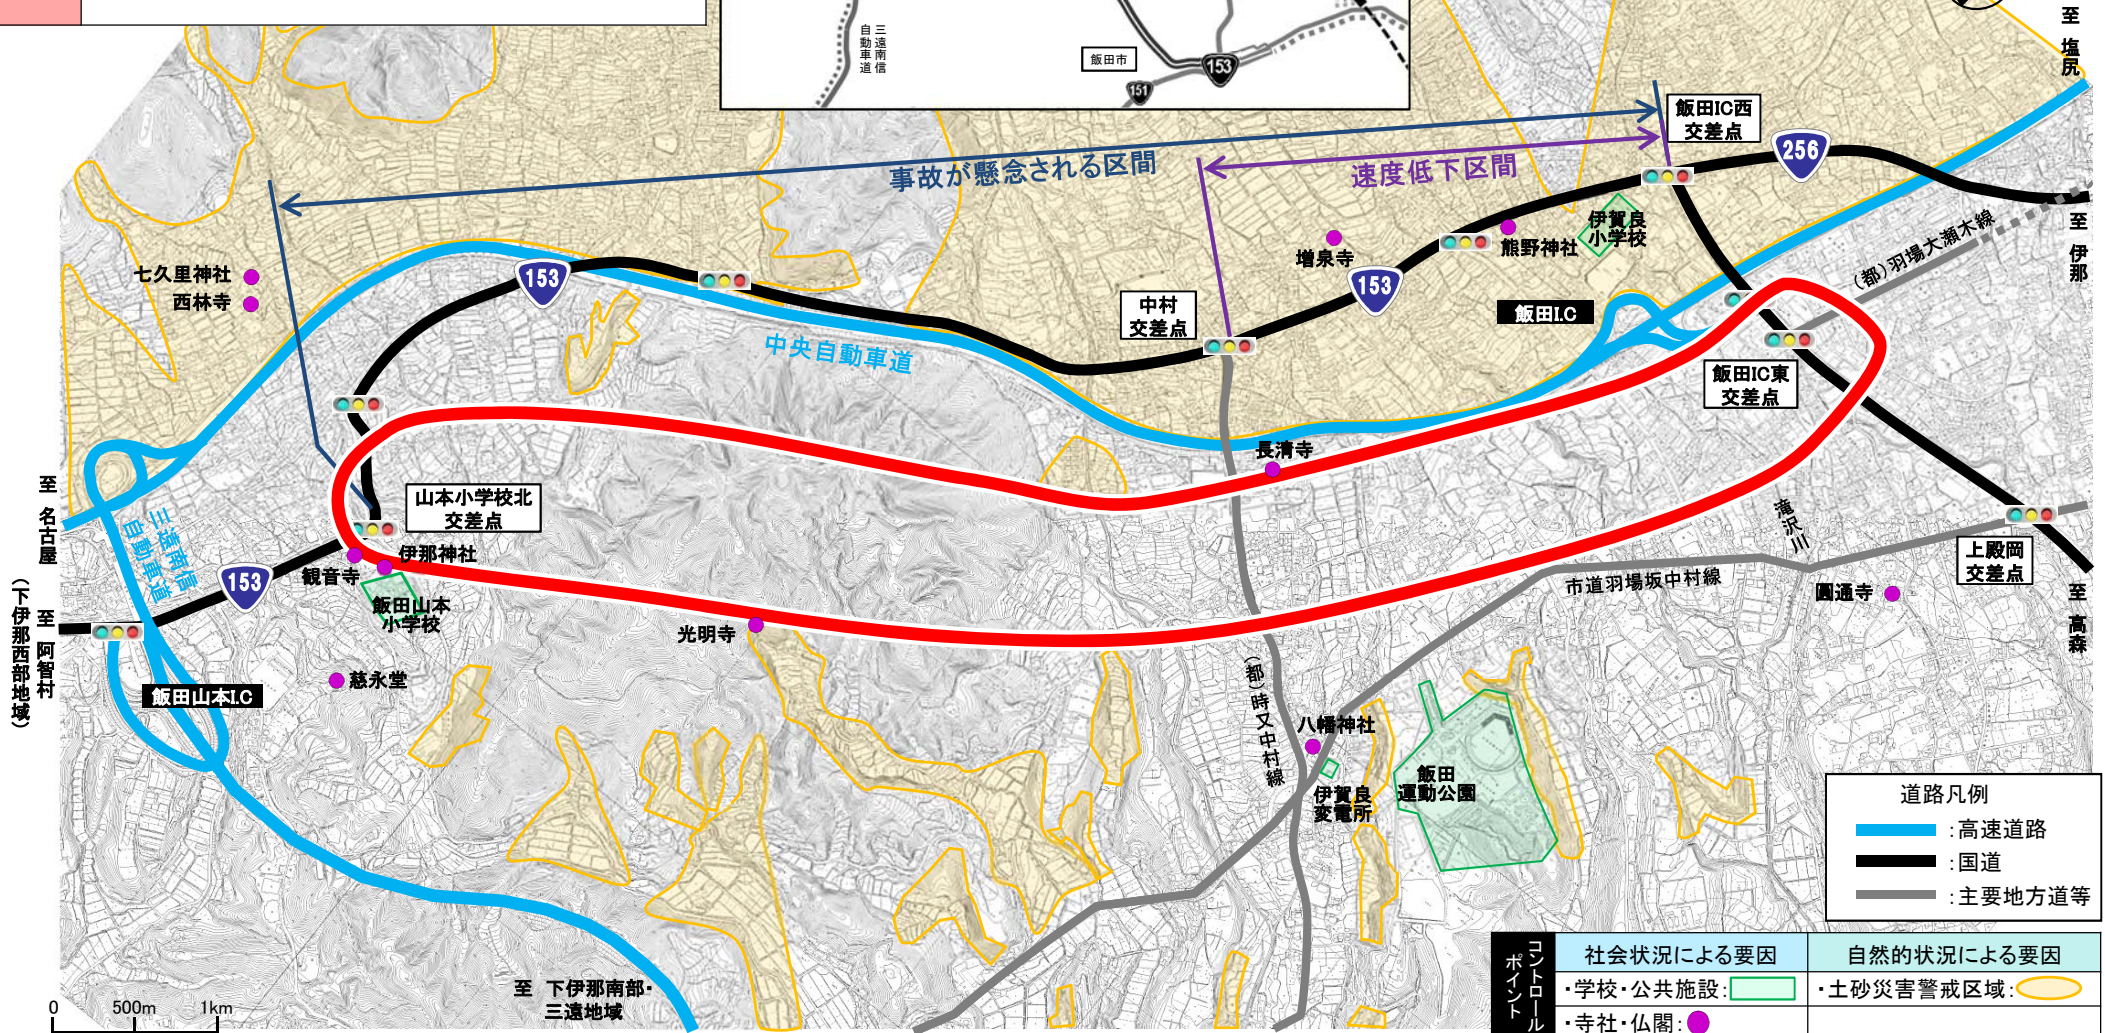 三遠南信
自動車道
飯田市
153
151
至 塩尻
飯田IC西
交差点
256
事故が懸念される区間
速度低下区間
至 伊那
(都)羽場大瀬木線
伊賀良
小学校
熊野神社
増泉寺
七久里神社
西林寺
153
153
中村
交差点
飯田I.C
中央自動車道
飯田IC東
交差点
長清寺
至 名古屋
山本小学校北
交差点
三遠南信
自動車道
滝沢川
上殿岡
交差点
伊那神社
観音寺
153
飯田山本
小学校
市道羽場坂中村線
圓通寺
至 高森
至 阿智村
(下伊那西部地域)
光明寺
慈永堂
飯田山本I.C
(都)時又中村線
八幡神社
伊賀良
変電所
飯田
運動公園
道路凡例
:高速道路
:国道
:主要地方道等
至 下伊那南部・
三遠地域
0 500m 1km
コントロール
ポイント
社会状況による要因
自然的状況による要因
・学校・公共施設:
・土砂災害警戒区域:
・寺社・仏閣: